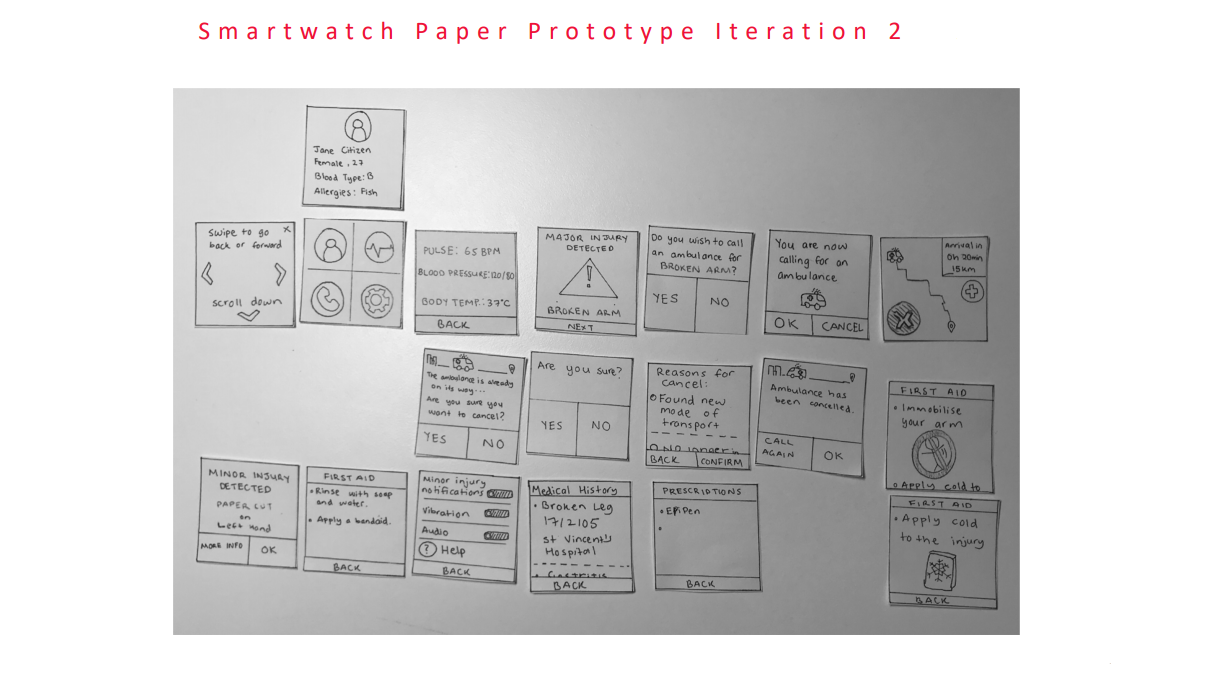 Smartwatch Paper Prototype Iteration 2
Jane Citizen
Female, 27
Blood Type: B
Allergies: Fish
Swipe to go
back or forward
x
scroll down
PULSE: 65 BPM
BLOOD PRESSURE: 120/80
BODY TEMP.: 37°C
BACK
MAJOR INJURY
DETECTED
!
BROKEN ARM
NEXT
Do you wish to call
an ambulance for
BROKEN ARM?
YES
NO
You are now
calling for an
ambulance
OK
CANCEL
Arrival in
0h 20min
15km
The ambulance is already
on its way...
Are you sure you
want to cancel?
YES
NO
Are you sure?
YES
NO
Reasons for
cancel:
Found new
mode of
transport
No longer in
BACK
CONFIRM
Ambulance has
been cancelled.
CALL
AGAIN
OK
FIRST AID
• Immobilise
your arm
• Apply cold to
MINOR INJURY
DETECTED
PAPER CUT
on
Left Hand
MORE INFO
OK
FIRST AID
• Rinse with soap
and water.
• Apply a bandaid.
BACK
Minor injury
notifications
Vibration
Audio
? Help
BACK
Medical History
• Broken Leg
17/2105
St Vincent's
Hospital
BACK
PRESCRIPTIONS
• EpiPen
•
BACK
FIRST AID
• Apply cold
to the injury
BACK